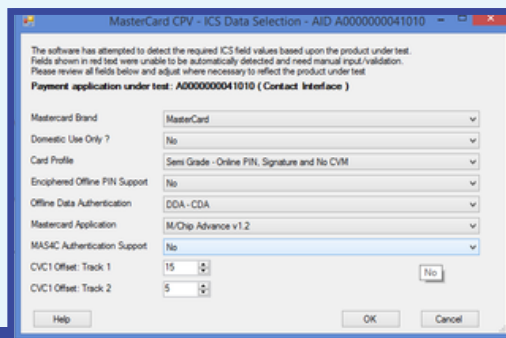 MasterCard CPV - ICS Data Selection - AID A0000000041010
The software has attempted to detect the required ICS field values based upon the product under test.
Fields shown in red text were unable to be automatically detected and need manual input/validation.
Please review all fields below and adjust where necessary to reflect the product under test
Payment application under test: A0000000041010 ( Contact Interface )
Mastercard Brand MasterCard
Domestic Use Only ? No
Card Profile Semi Grade - Online PIN, Signature and No CVM
Enciphered Offline PIN Support No
Offline Data Authentication DDA - CDA
Mastercard Application M/Chip Advance v1.2
MAS4C Authentication Support No
CVC1 Offset: Track 1 15
No
CVC1 Offset: Track 2 5
Help OK Cancel